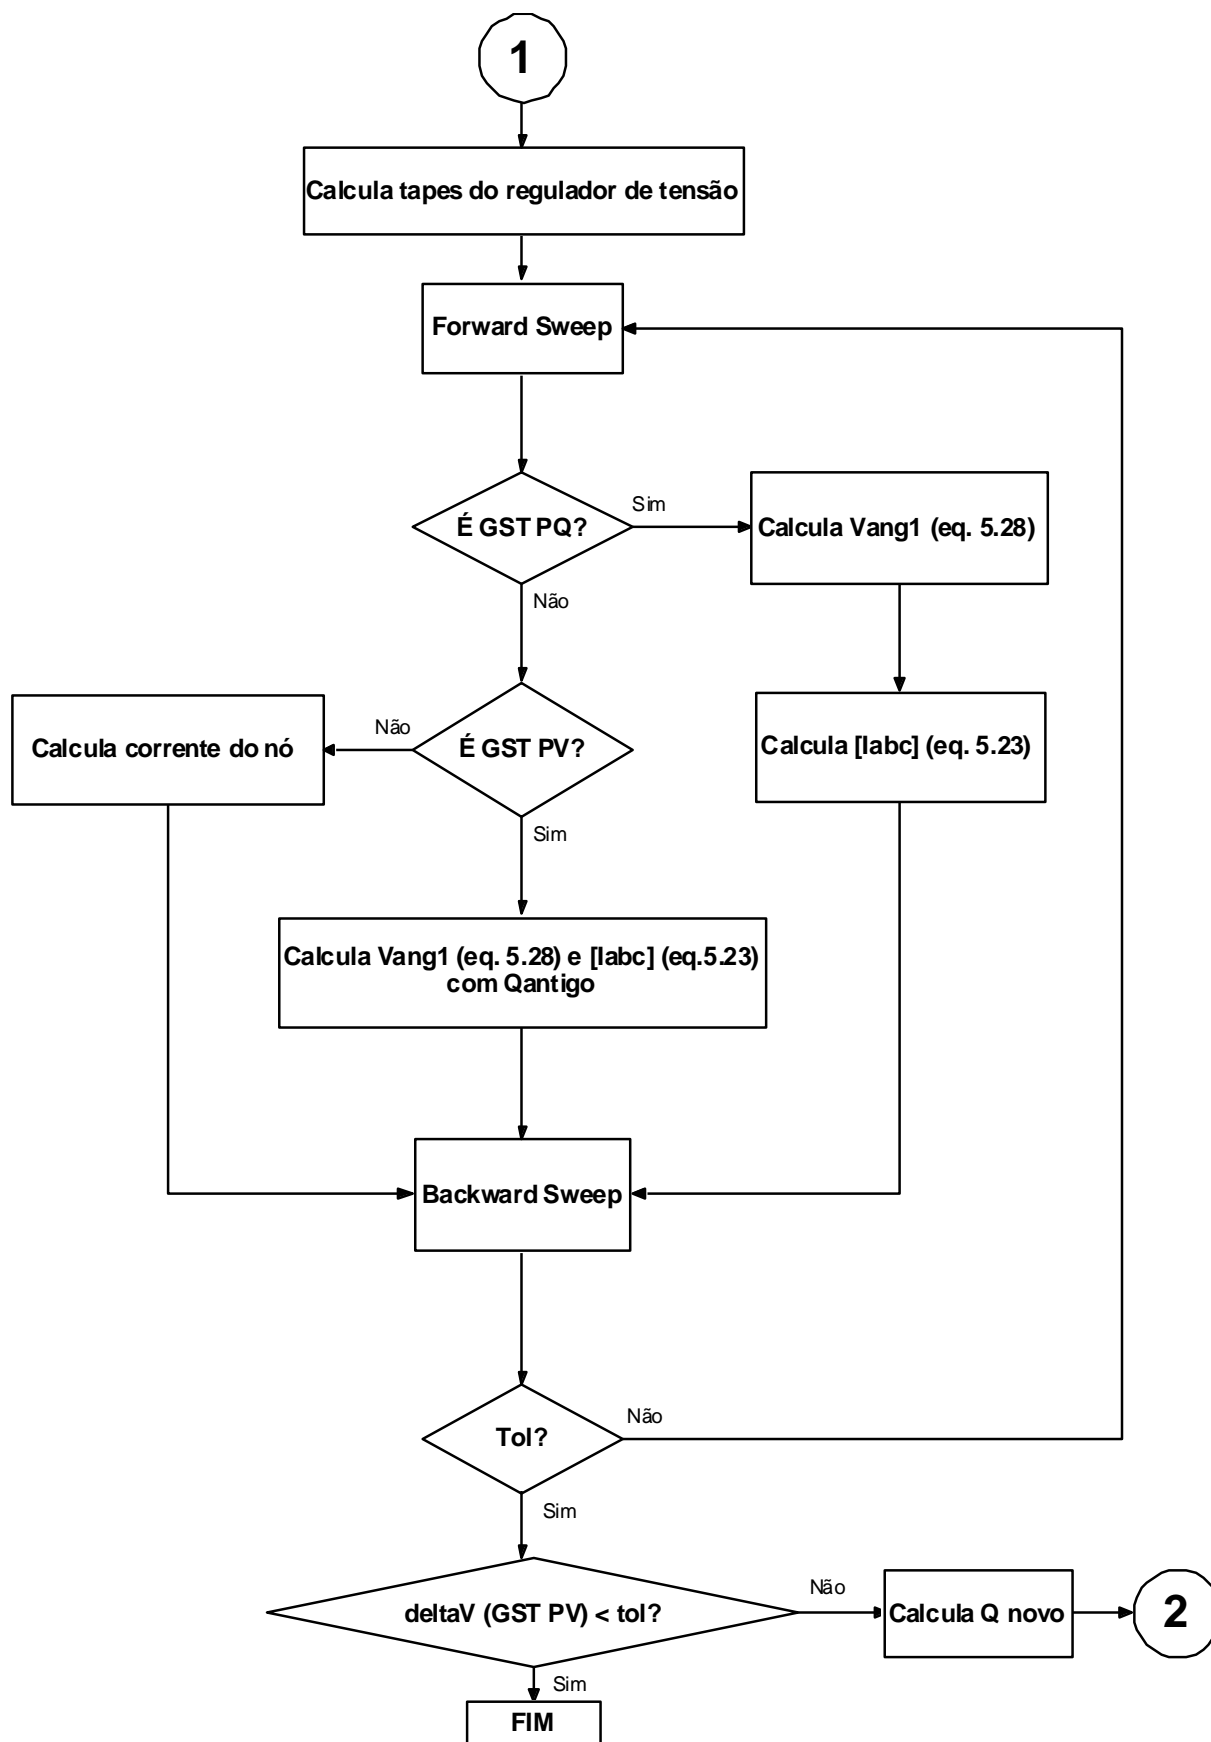 1
Calcula tapes do regulador de tensão
Forward Sweep
É GST PQ?
Sim
Calcula Vang1 (eq. 5.28)
Não
Calcula corrente do nó
Não
É GST PV?
Calcula [Iabc] (eq. 5.23)
Sim
Calcula Vang1 (eq. 5.28) e [Iabc] (eq.5.23)
com Qantigo
Backward Sweep
Tol?
Não
Sim
deltaV (GST PV) < tol?
Não
Calcula Q novo
2
Sim
FIM